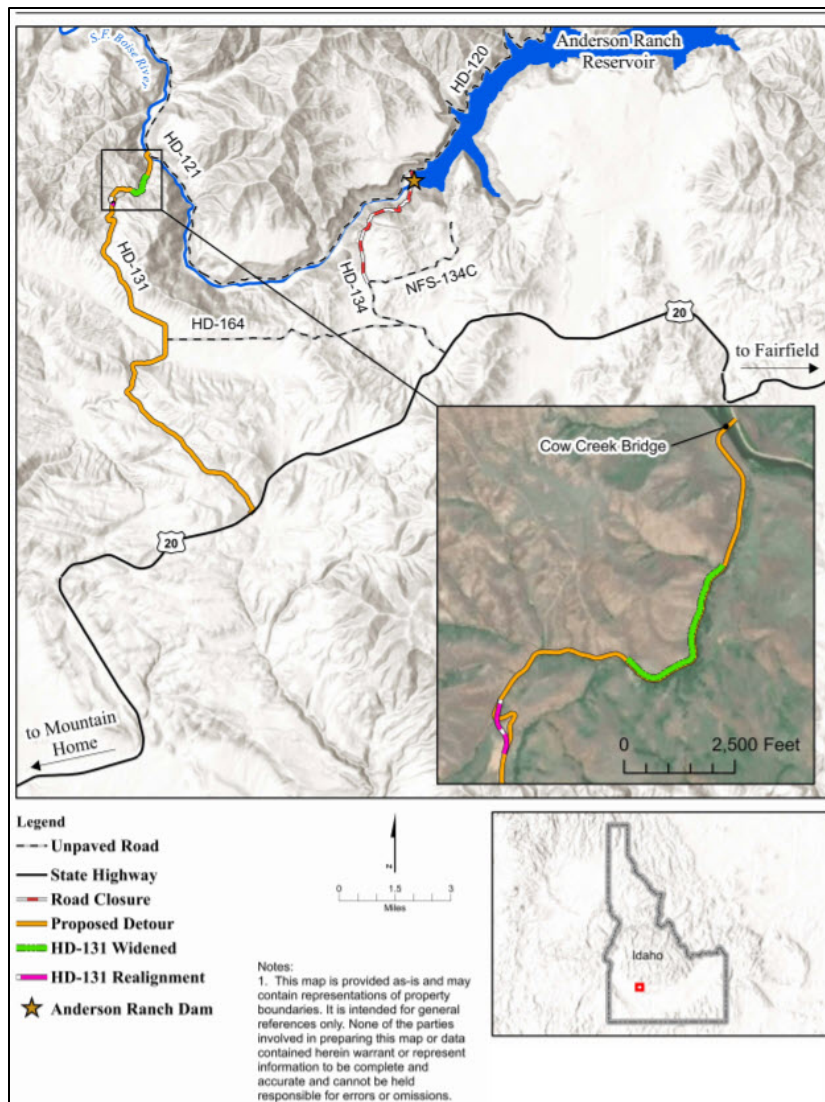 S.F. Boise River
Anderson Ranch
Reservoir
HD-120
HD-121
HD-131
HD-134
NFS-134C
HD-164
20
to Fairfield
Cow Creek Bridge
20
to Mountain
Home
0 2,500 Feet
Legend
Unpaved Road
State Highway
Road Closure
Proposed Detour
HD-131 Widened
HD-131 Realignment
Anderson Ranch Dam
N
0 1.5 3
Miles
Notes:
1. This map is provided as-is and may
contain representations of property
boundaries. It is intended for general
references only. None of the parties
involved in preparing this map or data
contained herein warrant or represent
information to be complete and
accurate and cannot be held
responsible for errors or omissions.
Idaho